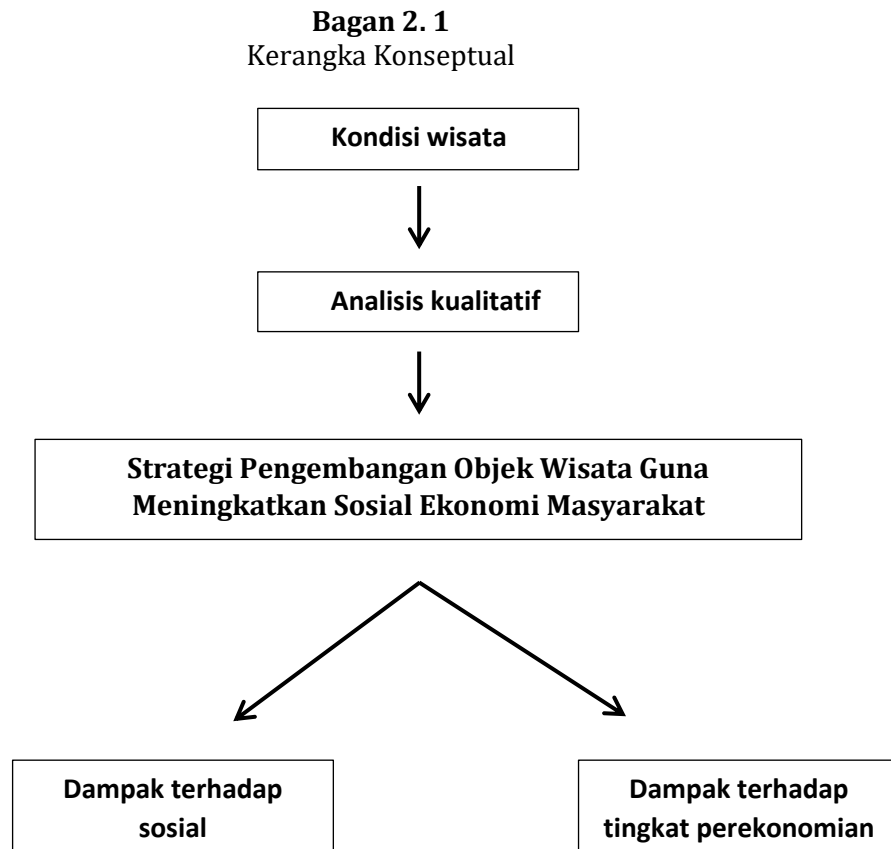 Bagan 2. 1
Kerangka Konseptual
Kondisi wisata
Analisis kualitatif
Strategi Pengembangan Objek Wisata Guna
Meningkatkan Sosial Ekonomi Masyarakat
Dampak terhadap
sosial
Dampak terhadap
tingkat perekonomian